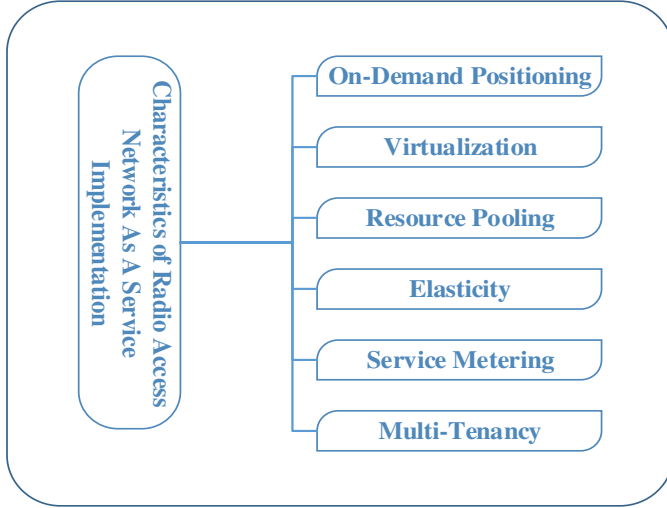 Characteristics of Radio Access
Network As A Service
Implementation
On-Demand Positioning
Virtualization
Resource Pooling
Elasticity
Service Metering
Multi-Tenancy